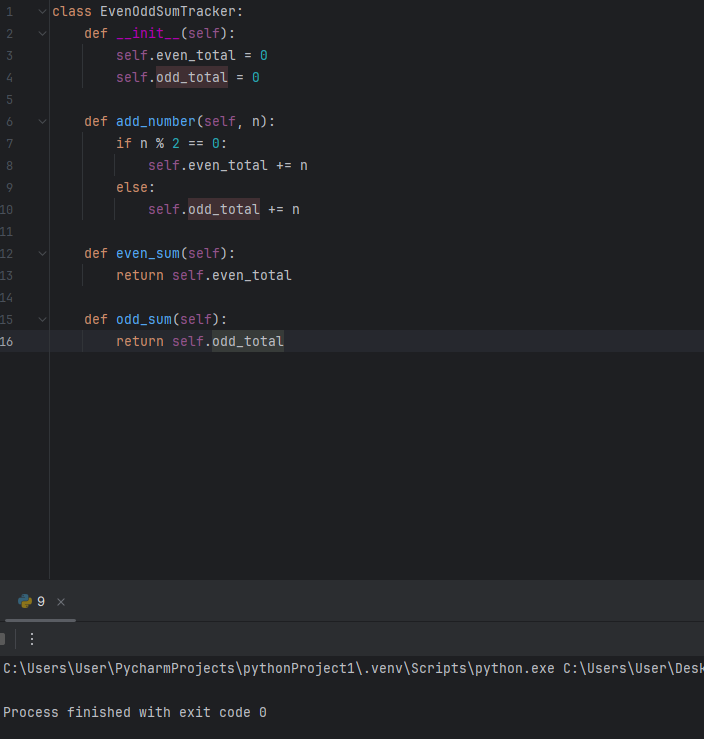 1 class EvenOddSumTracker:
2 def __init__(self):
3 self.even_total = 0
4 self.odd_total = 0
5
6 def add_number(self, n):
7 if n % 2 == 0:
8 self.even_total += n
9 else:
10 self.odd_total += n
11
12 def even_sum(self):
13 return self.even_total
14
15 def odd_sum(self):
16 return self.odd_total
9 ×
C:\Users\User\PycharmProjects\pythonProject1\.venv\Scripts\python.exe C:\Users\User\Desk
Process finished with exit code 0